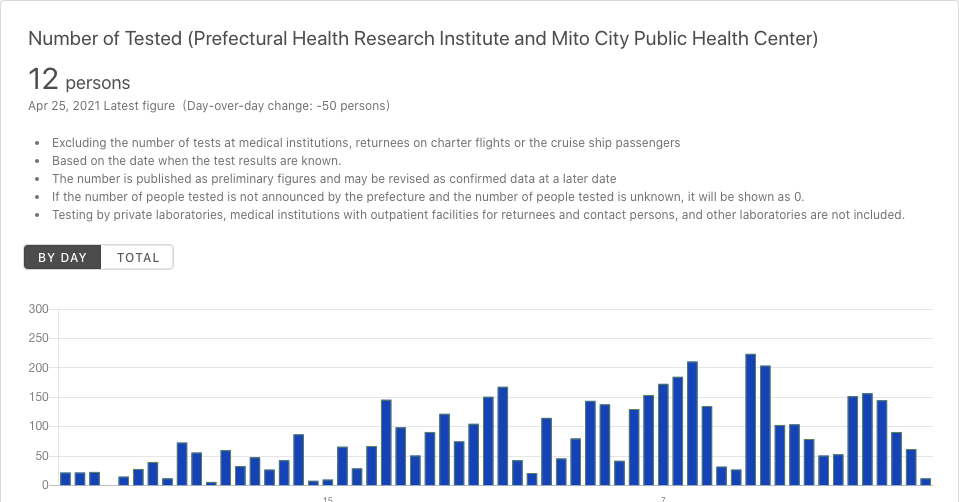 Number of Tested (Prefectural Health Research Institute and Mito City Public Health Center)
12 persons
Apr 25, 2021 Latest figure (Day-over-day change: -50 persons)
• Excluding the number of tests at medical institutions, returnees on charter flights or the cruise ship passengers
• Based on the date when the test results are known.
• The number is published as preliminary figures and may be revised as confirmed data at a later date
• If the number of people tested is not announced by the prefecture and the number of people tested is unknown, it will be shown as 0.
• Testing by private laboratories, medical institutions with outpatient facilities for returnees and contact persons, and other laboratories are not included.
BY DAY TOTAL
300
250
200
150
100
50
0
15 7